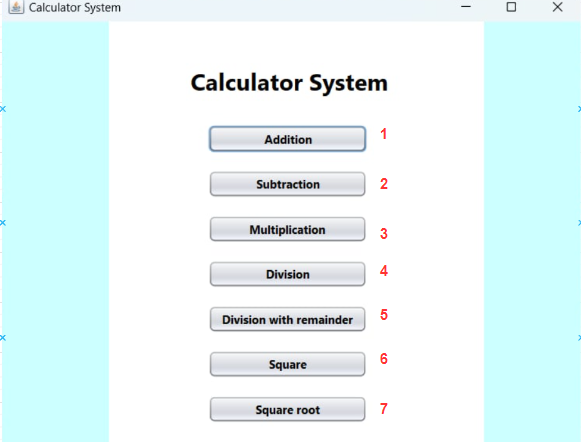 Calculator System
Calculator System
Addition 1
Subtraction 2
Multiplication 3
Division 4
Division with remainder 5
Square 6
Square root 7